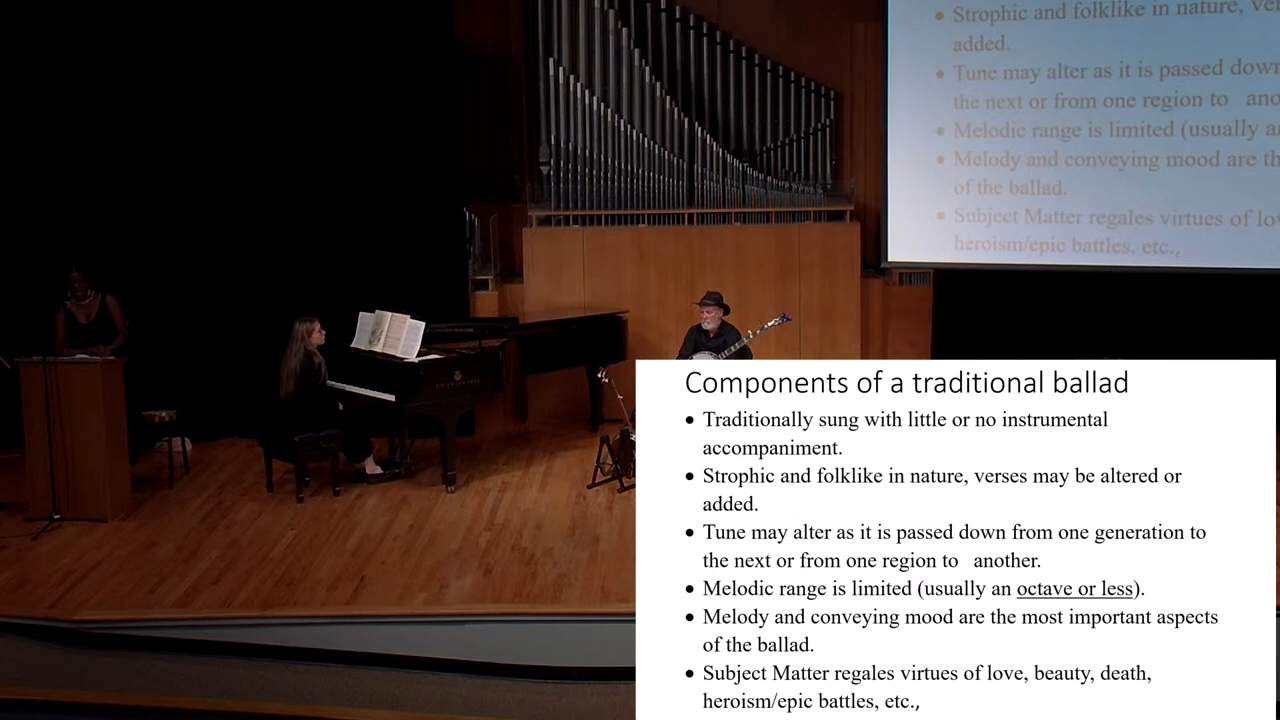 Strophic and folklike in nature,
added.
Tune may alter as it is passed down
the next or from one region to
Melodic range is limited (usually
Melody and conveying mood are
of the ballad.
Subject Matter regales virtues of
heroism/epic battles, etc.,
Components of a traditional ballad
• Traditionally sung with little or no instrumental
accompaniment.
• Strophic and folklike in nature, verses may be altered or
added.
• Tune may alter as it is passed down from one generation to
the next or from one region to   another.
• Melodic range is limited (usually an octave or less).
• Melody and conveying mood are the most important aspects
of the ballad.
• Subject Matter regales virtues of love, beauty, death,
heroism/epic battles, etc.,